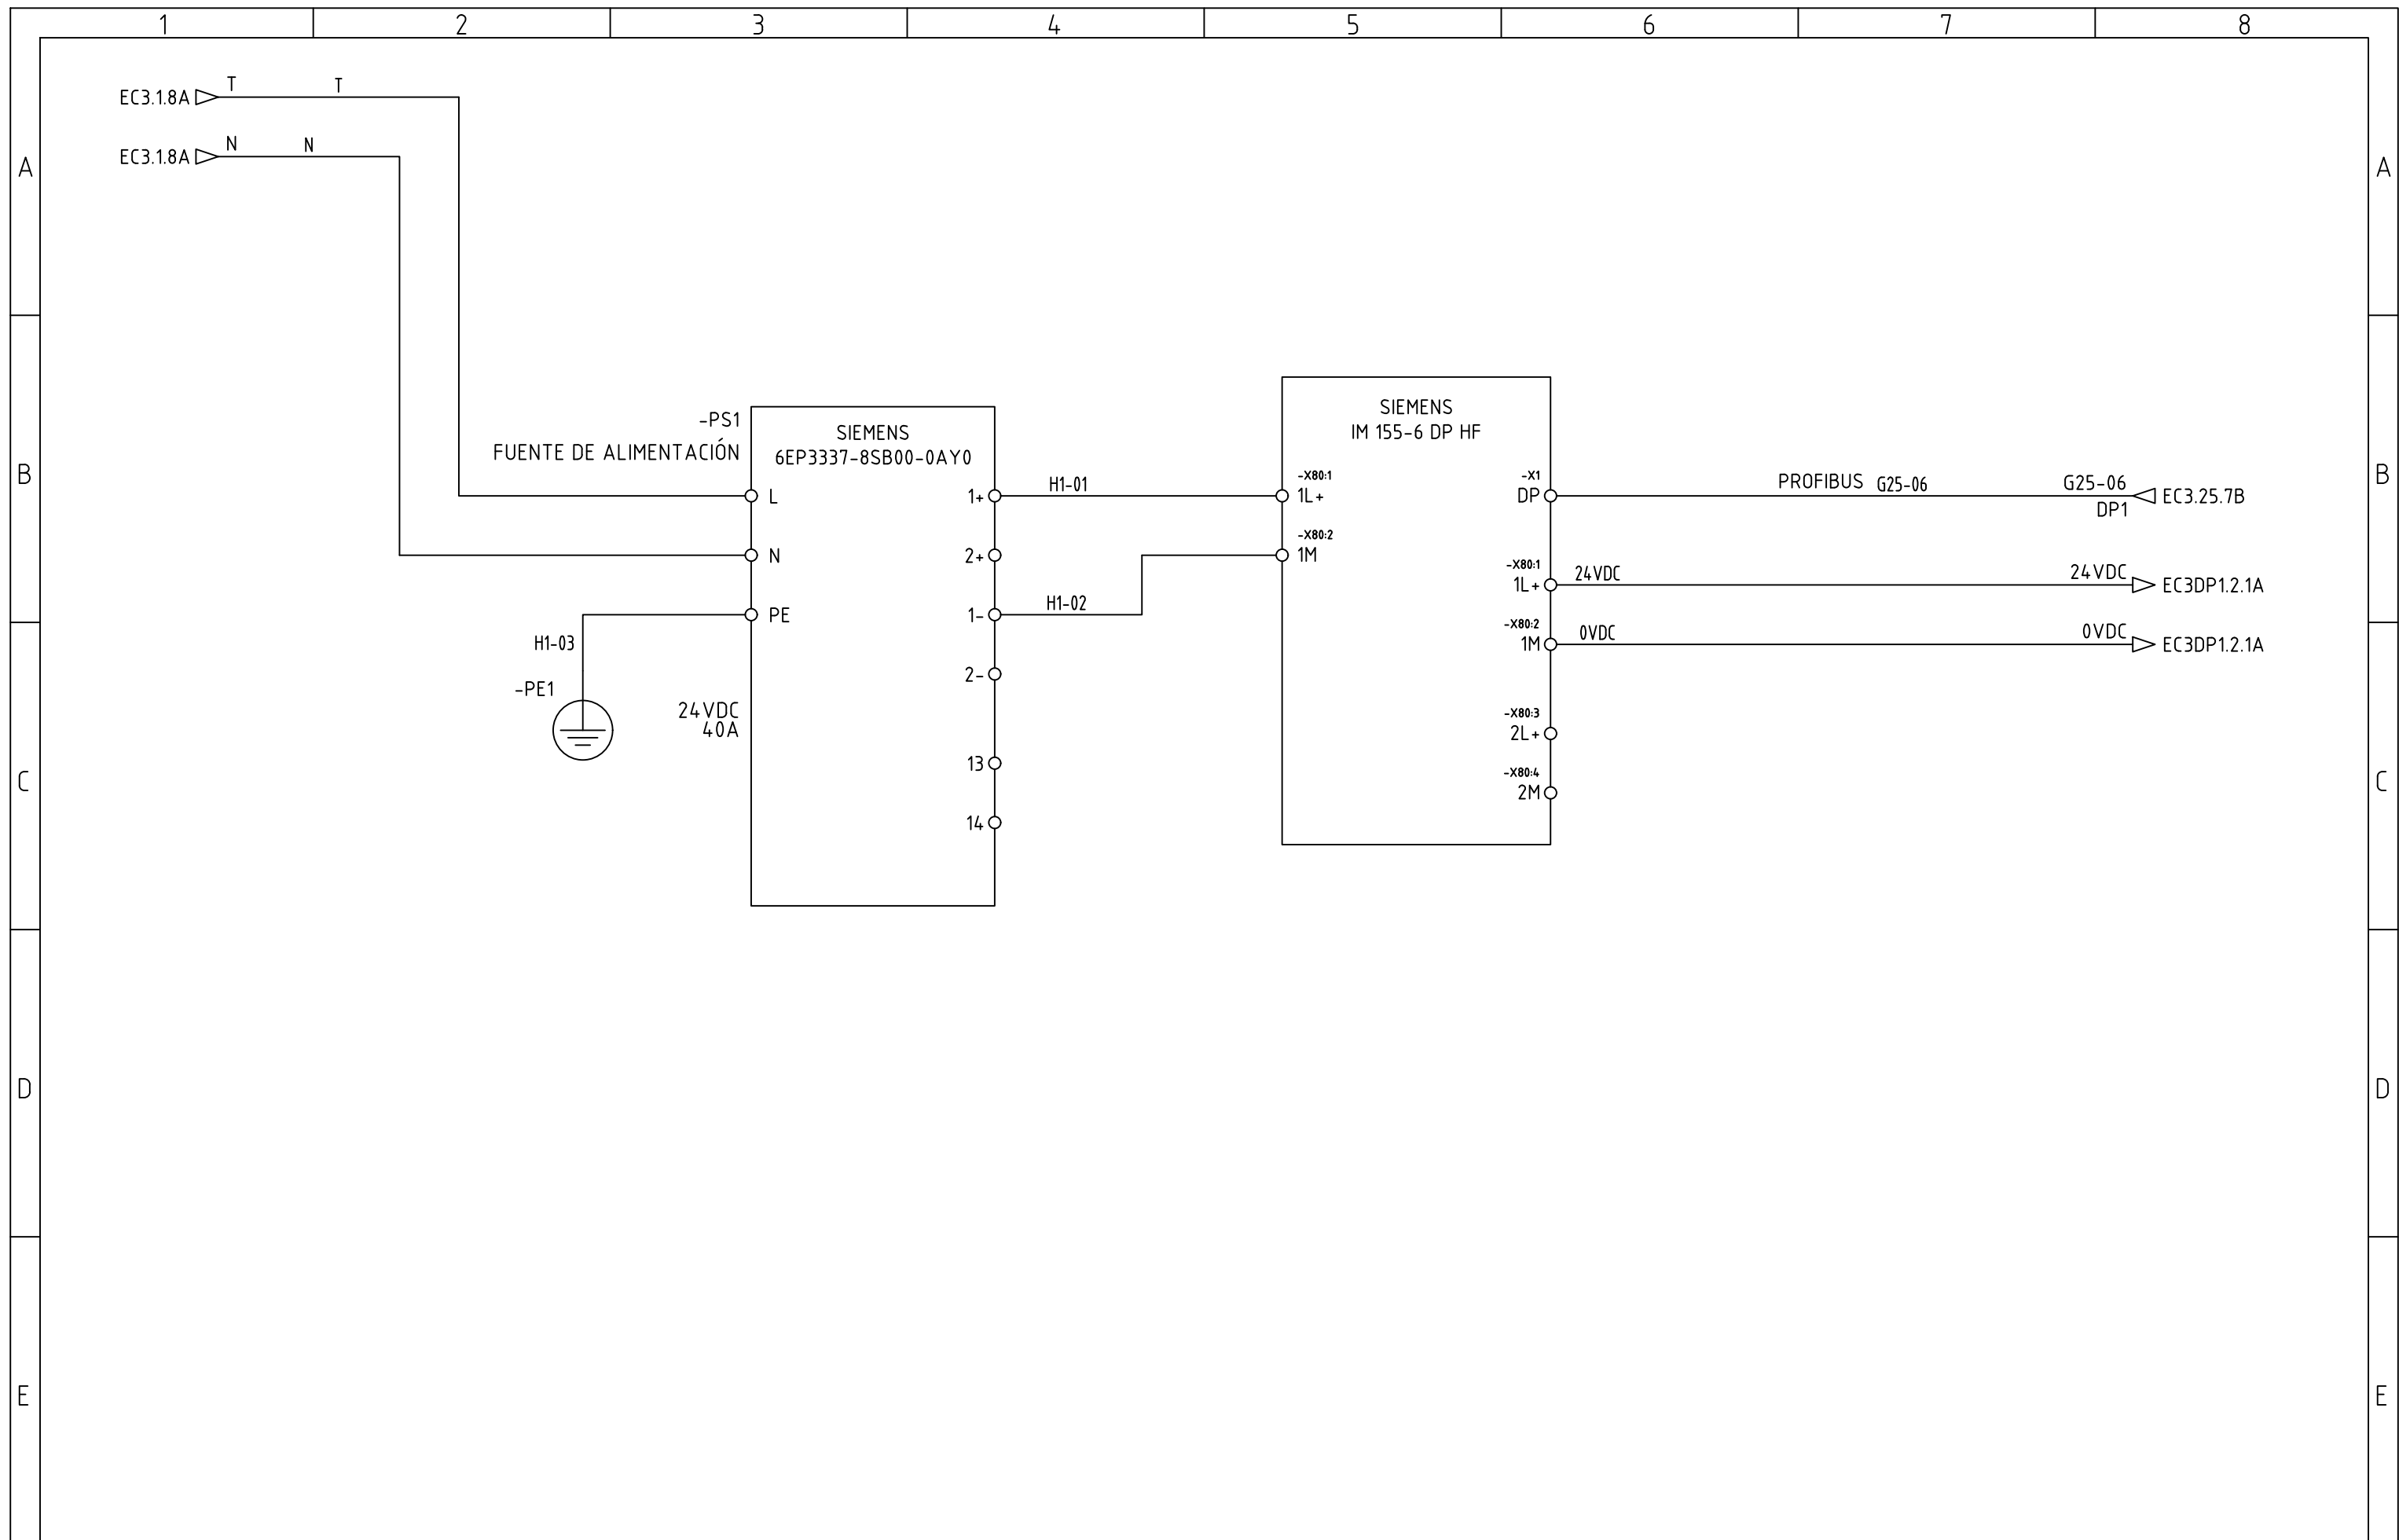 1 2 3 4 5 6 7 8
EC3.1.8A T T
EC3.1.8A N N
A A
-PS1
FUENTE DE ALIMENTACIÓN
SIEMENS
6EP3337-8SB00-0AY0
L 1+
N 2+
PE 1-
2-
13
14
24VDC
40A
H1-03
-PE1
H1-01
H1-02
SIEMENS
IM 155-6 DP HF
-X80:1
1L+
-X80:2
1M
-X1
DP
-X80:1
1L+
-X80:2
1M
-X80:3
2L+
-X80:4
2M
PROFIBUS G25-06 G25-06 EC3.25.7B
DP1
24VDC 24VDC EC3DP1.2.1A
0VDC 0VDC EC3DP1.2.1A
B B
C C
D D
E E